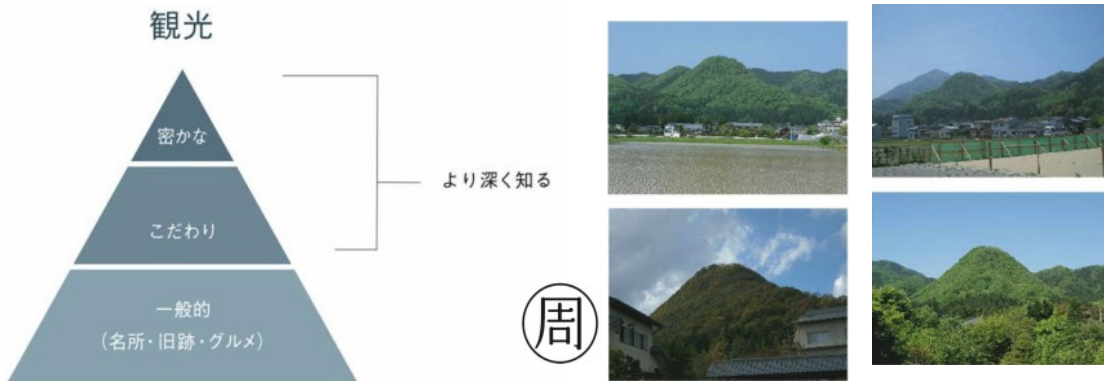 観光
密かな
より深く知る
こだわり
一般的
(名所・旧跡・グルメ)
周